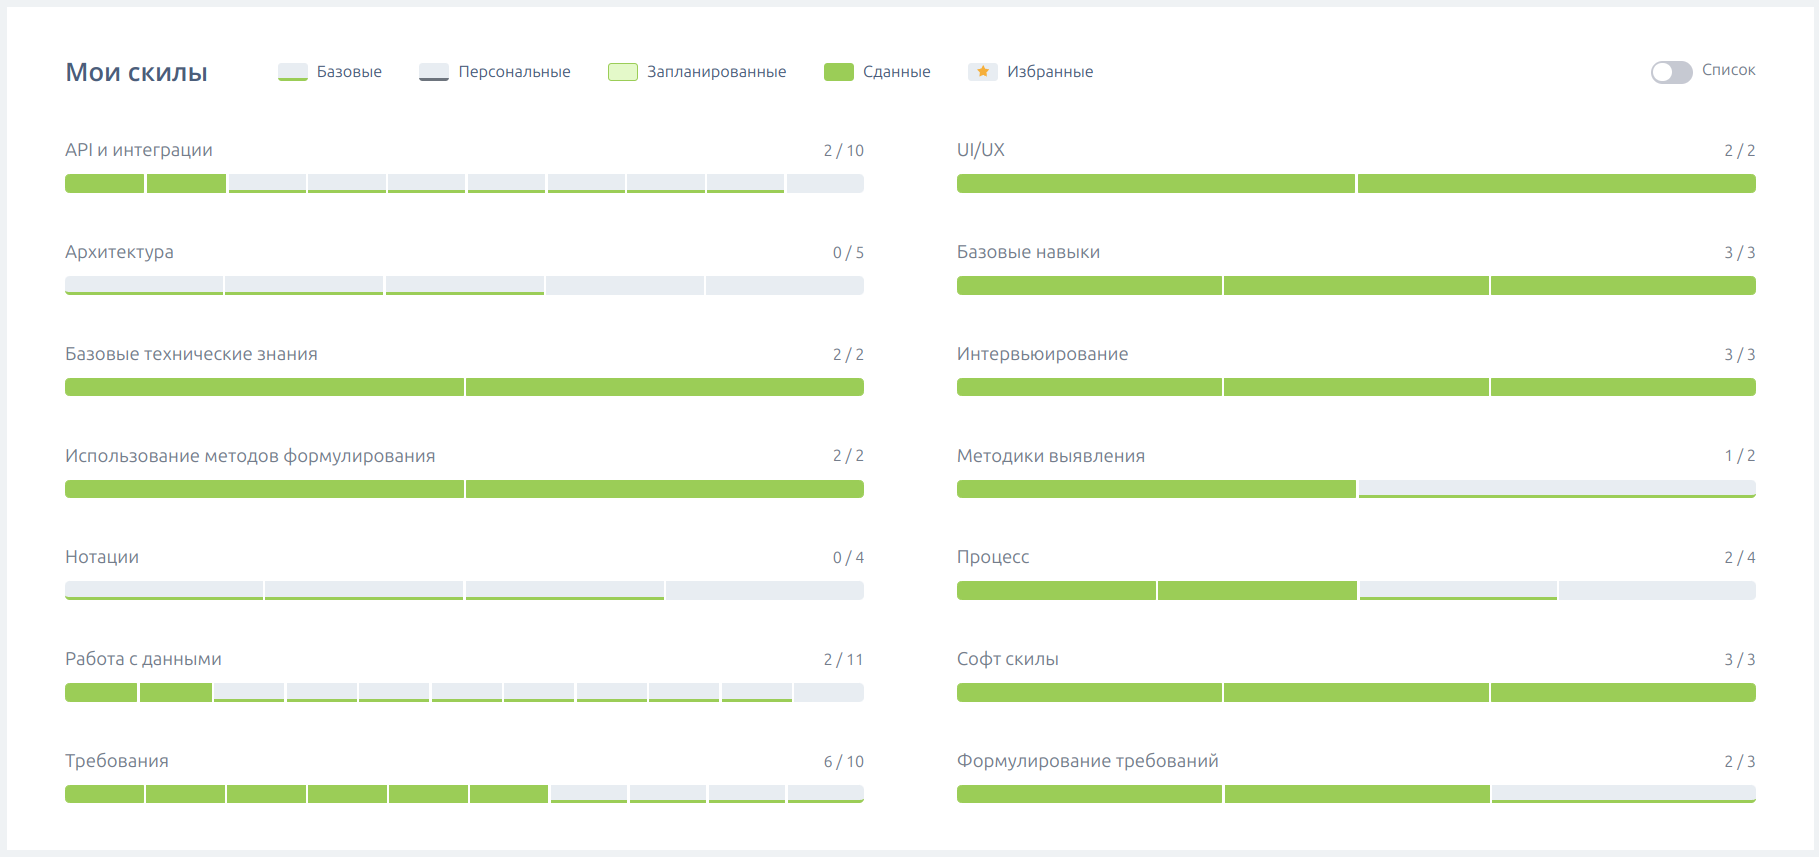 Мои скилы
Базовые
Персональные
Запланированные
Сданные
Избранные
Список
API и интеграции 2 / 10
UI/UX 2 / 2
Архитектура 0 / 5
Базовые навыки 3 / 3
Базовые технические знания 2 / 2
Интервьюирование 3 / 3
Использование методов формулирования 2 / 2
Методики выявления 1 / 2
Нотации 0 / 4
Процесс 2 / 4
Работа с данными 2 / 11
Софт скилы 3 / 3
Требования 6 / 10
Формулирование требований 2 / 3